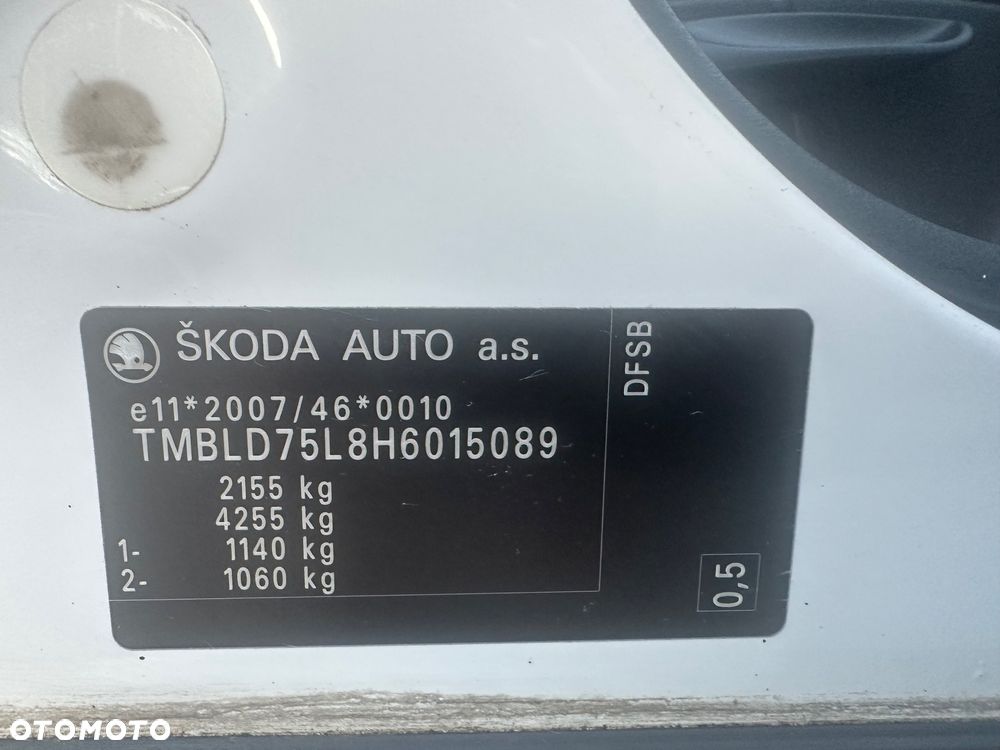 ŠKODA AUTO a.s.
e11*2007/46*0010
TMBLD75L8H6015089
2155 kg
4255 kg
1- 1140 kg
2- 1060 kg
DFSB
0,5
OTOMOTO